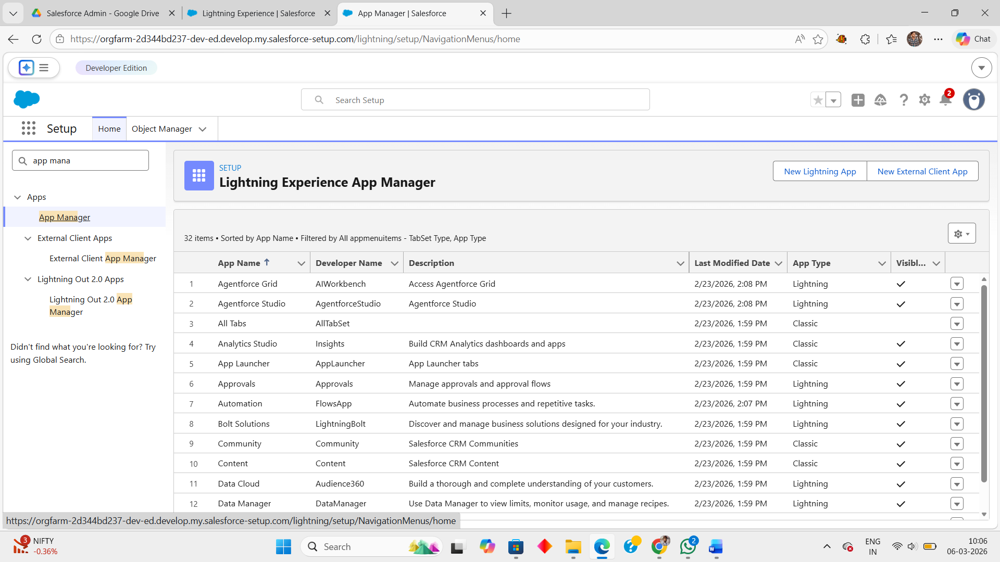 Salesforce Admin - Google Drive
Lightning Experience | Salesforce
App Manager | Salesforce
https://orgfarm-2d344bd237-dev-ed.develop.my.salesforce-setup.com/lightning/setup/NavigationMenus/home
Chat
Developer Edition
Search Setup
2
Setup
Home
Object Manager
app mana
Apps
App Manager
External Client Apps
External Client App Manager
Lightning Out 2.0 Apps
Lightning Out 2.0 App
Manager
Didn't find what you're looking for? Try
using Global Search.
SETUP
Lightning Experience App Manager
New Lightning App
New External Client App
32 items • Sorted by App Name • Filtered by All appmenuitems - TabSet Type, App Type
App Name Developer Name Description Last Modified Date App Type Visibl...
1 Agentforce Grid AIWorkbench Access Agentforce Grid 2/23/2026, 2:08 PM Lightning
2 Agentforce Studio AgentforceStudio Agentforce Studio 2/23/2026, 2:08 PM Lightning
3 All Tabs AllTabSet 2/23/2026, 1:59 PM Classic
4 Analytics Studio Insights Build CRM Analytics dashboards and apps 2/23/2026, 1:59 PM Classic
5 App Launcher AppLauncher App Launcher tabs 2/23/2026, 1:59 PM Classic
6 Approvals Approvals Manage approvals and approval flows 2/23/2026, 1:59 PM Lightning
7 Automation FlowsApp Automate business processes and repetitive tasks. 2/23/2026, 2:07 PM Lightning
8 Bolt Solutions LightningBolt Discover and manage business solutions designed for your industry. 2/23/2026, 1:59 PM Lightning
9 Community Community Salesforce CRM Communities 2/23/2026, 1:59 PM Classic
10 Content Content Salesforce CRM Content 2/23/2026, 1:59 PM Classic
11 Data Cloud Audience360 Build a thorough and complete understanding of your customers. 2/23/2026, 1:59 PM Lightning
12 Data Manager DataManager Use Data Manager to view limits, monitor usage, and manage recipes. 2/23/2026, 1:59 PM Lightning
https://orgfarm-2d344bd237-dev-ed.develop.my.salesforce-setup.com/lightning/setup/NavigationMenus/home
3
NIFTY
-0.36%
Search
2
ENG
IN
10:06
06-03-2026